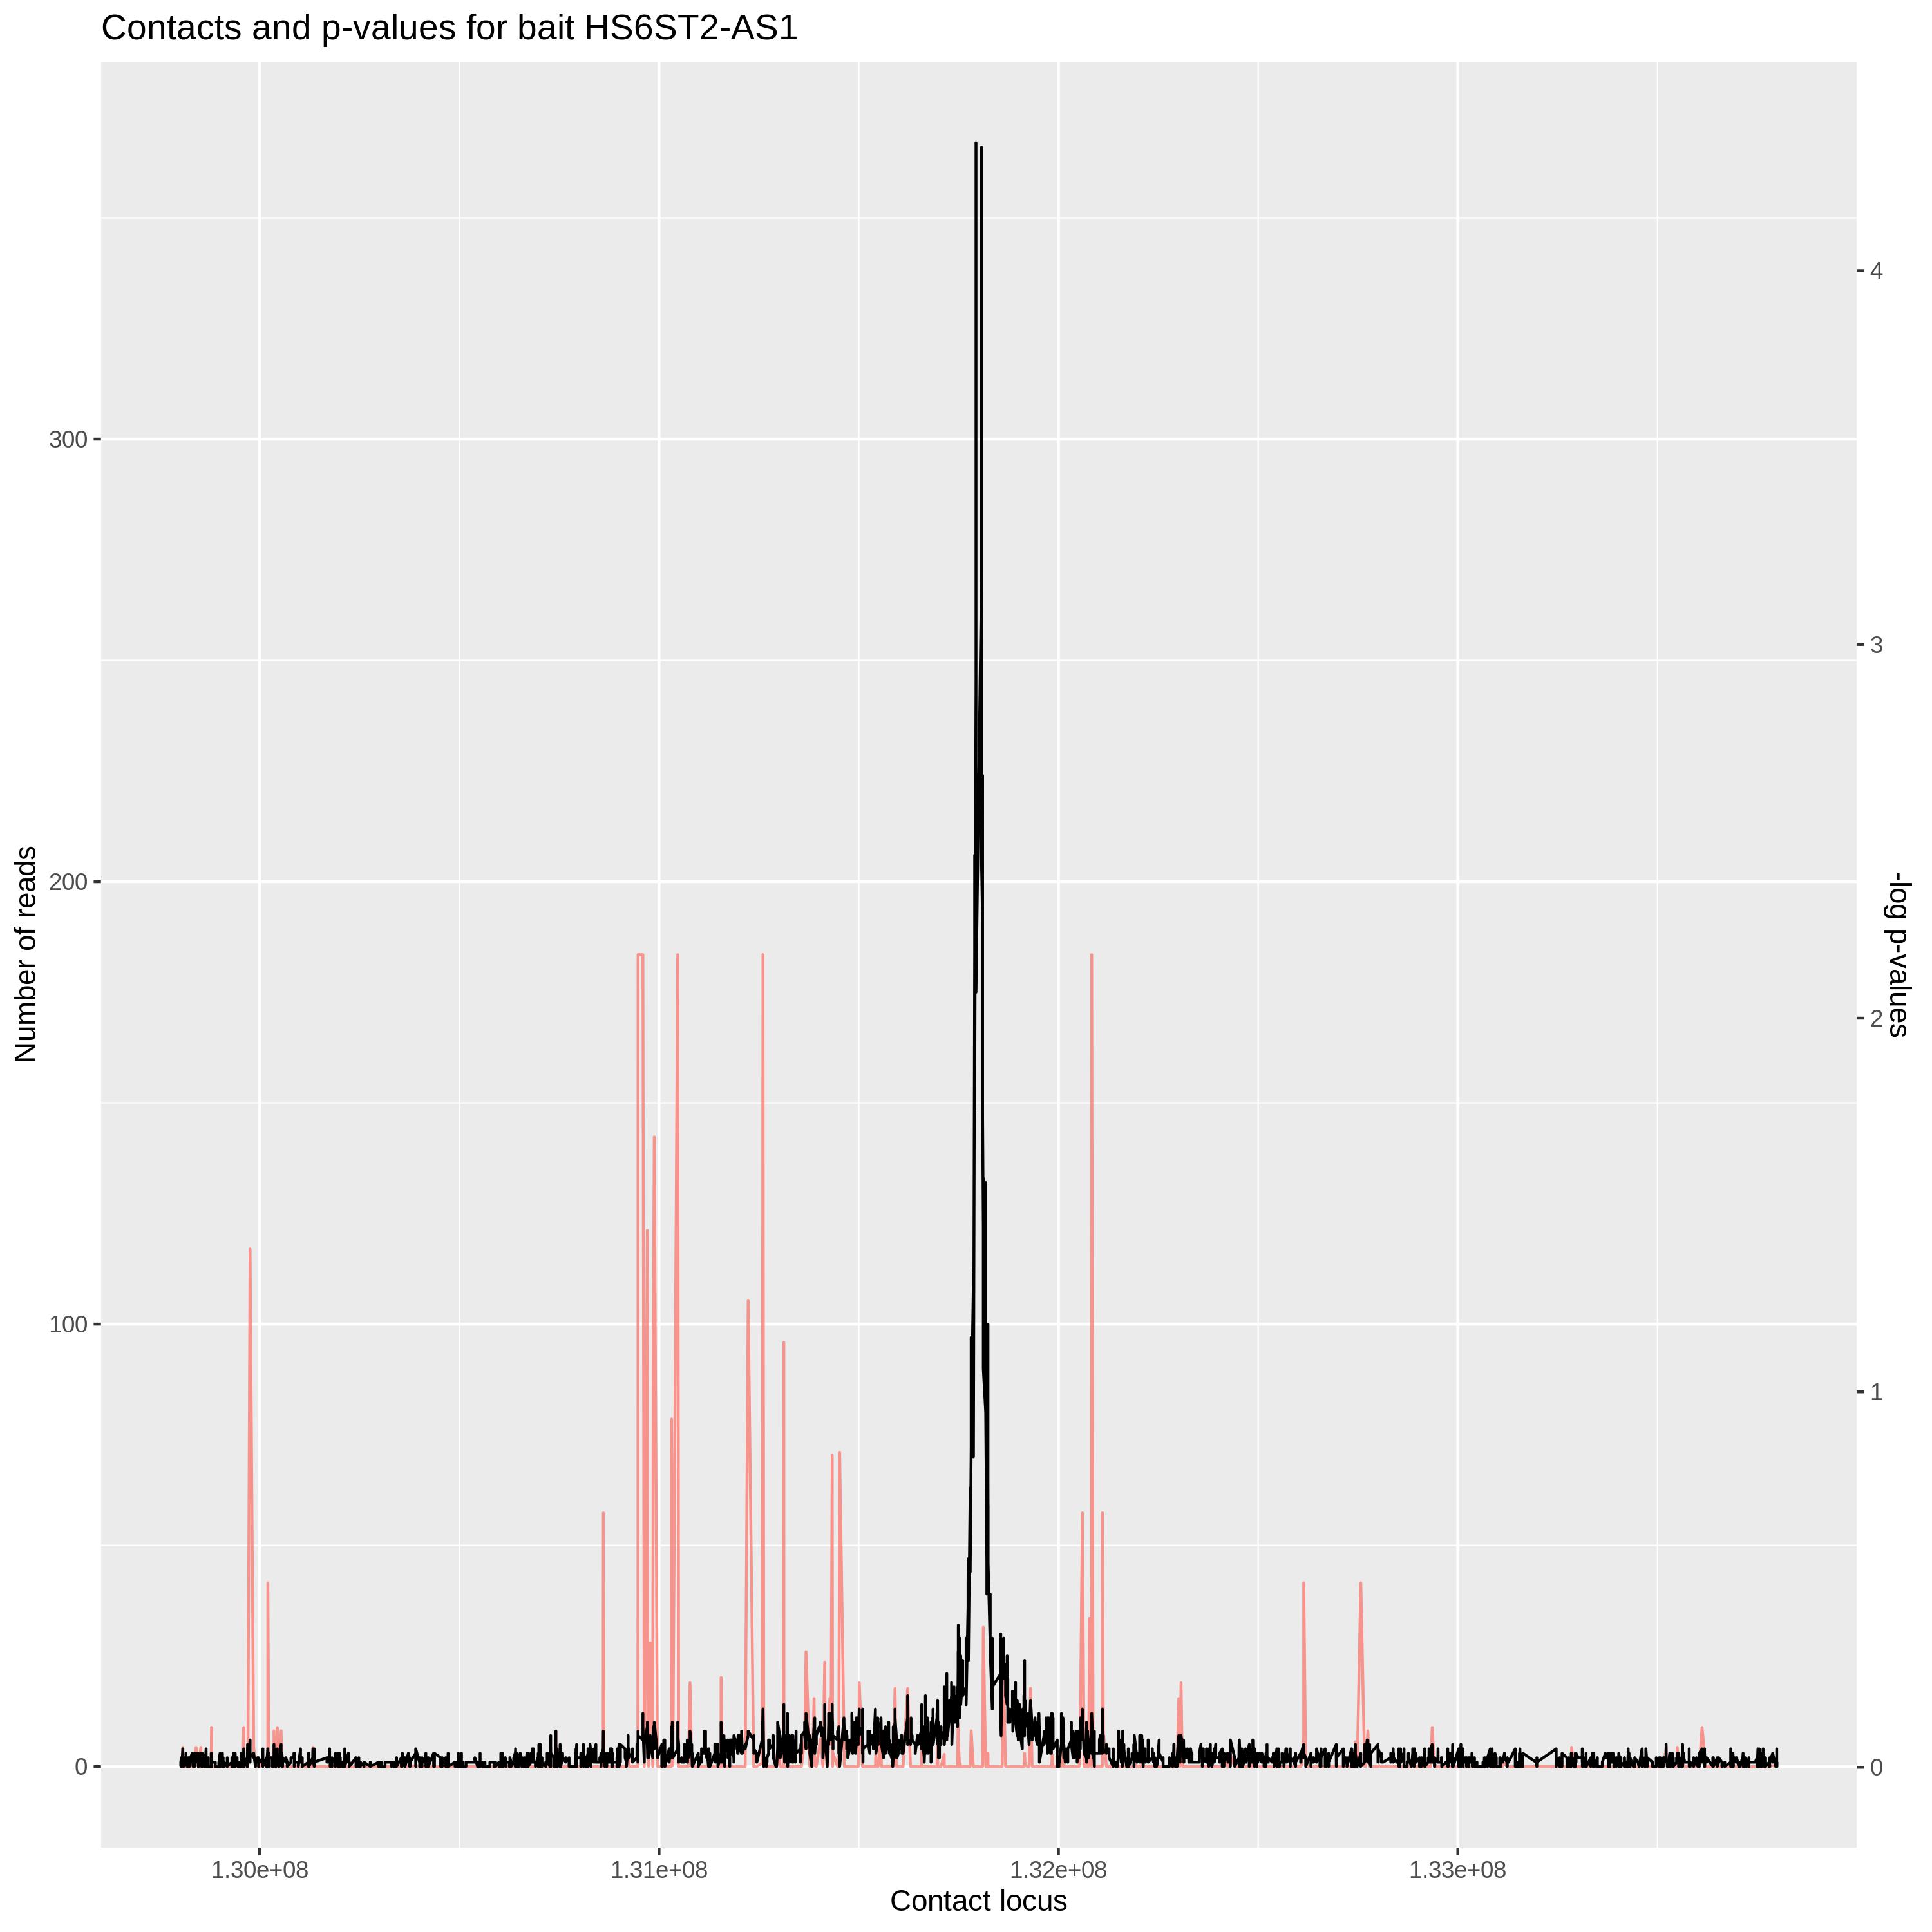 Contacts and p-values for bait HS6ST2-AS1
Number of reads
300
200
100
0
4
3
2
1
0
-log p-values
1.30e+08
1.31e+08
1.32e+08
1.33e+08
Contact locus